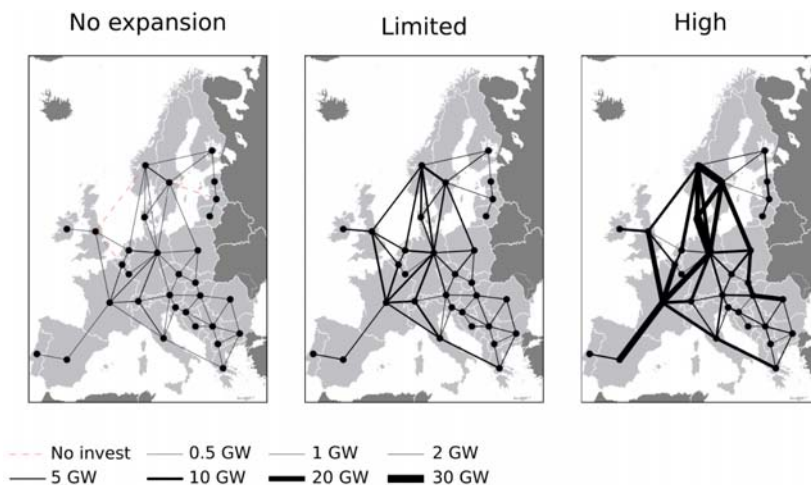 No expansion
Limited
High
No invest 0.5 GW 1 GW 2 GW
5 GW 10 GW 20 GW 30 GW